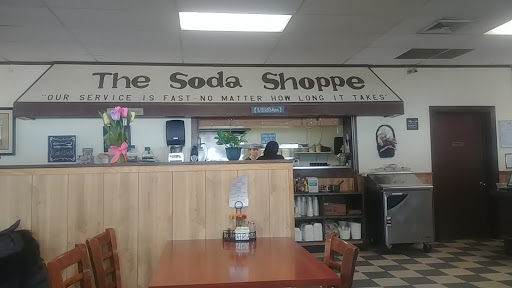 The Soda Shoppe
"OUR SERVICE IS FAST-NO MATTER HOW LONG IT TAKES"